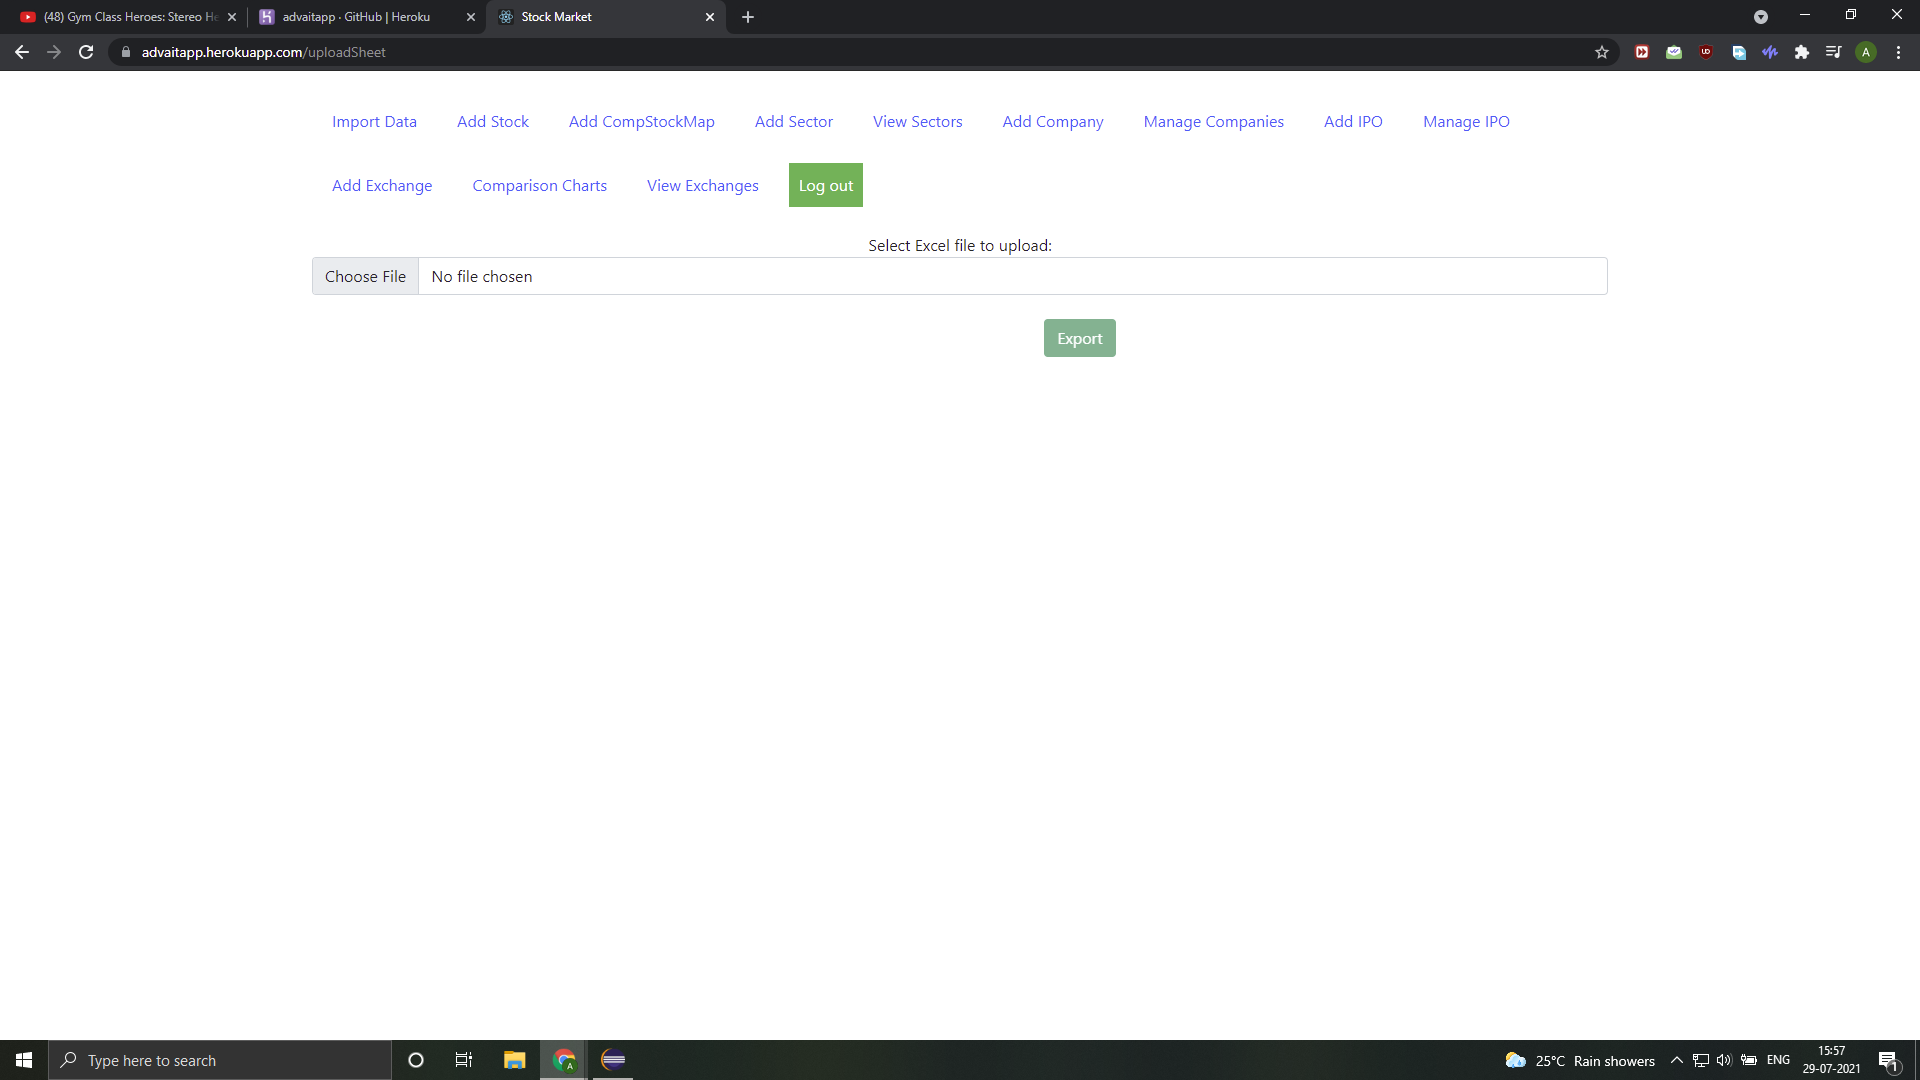 (48) Gym Class Heroes: Stereo He
advaitapp · GitHub | Heroku
Stock Market
advaitapp.herokuapp.com/uploadSheet
A
Import Data Add Stock Add CompStockMap Add Sector View Sectors Add Company Manage Companies Add IPO Manage IPO
Add Exchange Comparison Charts View Exchanges Log out
Select Excel file to upload:
Choose File No file chosen
Export
Type here to search
A
25°C Rain showers
ENG
15:57
29-07-2021
1